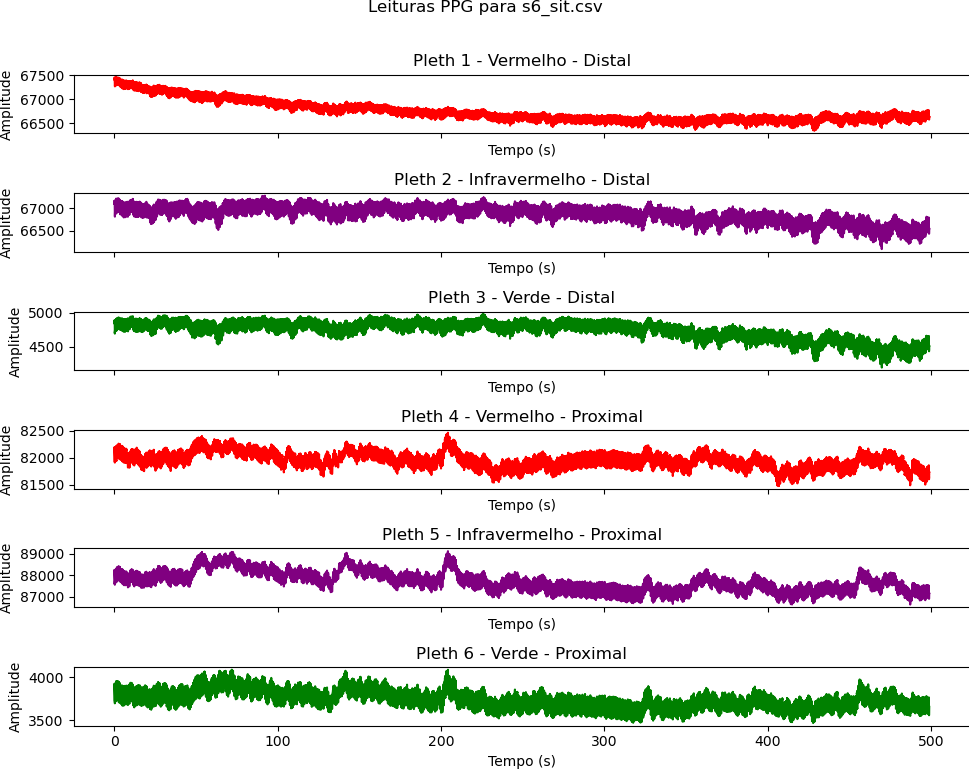 Leituras PPG para s6_sit.csv
Pleth 1 - Vermelho - Distal
67500
67000
66500
Amplitude
Tempo (s)
Pleth 2 - Infravermelho - Distal
67000
66500
Amplitude
Tempo (s)
Pleth 3 - Verde - Distal
5000
4500
Amplitude
Tempo (s)
Pleth 4 - Vermelho - Proximal
82500
82000
81500
Amplitude
Tempo (s)
Pleth 5 - Infravermelho - Proximal
89000
88000
87000
Amplitude
Tempo (s)
Pleth 6 - Verde - Proximal
4000
3500
Amplitude
0 100 200 300 400 500
Tempo (s)